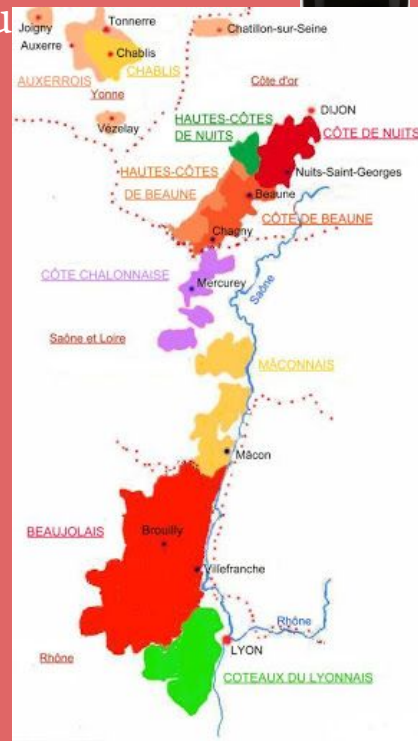 u
Joigny
Tonnerre
Chatillon-sur-Seine
Auxerre
Chablis
CHABLIS
AUXERROIS
Yonne
Côte d'or
Vézelay
DIJON
HAUTES-CÔTES
DE NUITS
CÔTE DE NUITS
HAUTES-CÔTES
DE BEAUNE
Nuits-Saint-Georges
Beaune
CÔTE DE BEAUNE
Chagny
CÔTE CHALONNAISE
Mercurey
Saône
Saône et Loire
MÂCONNAIS
Mâcon
BEAUJOLAIS
Brouilly
Villefranche
Rhône
LYON
Rhône
COTEAUX DU LYONNAIS